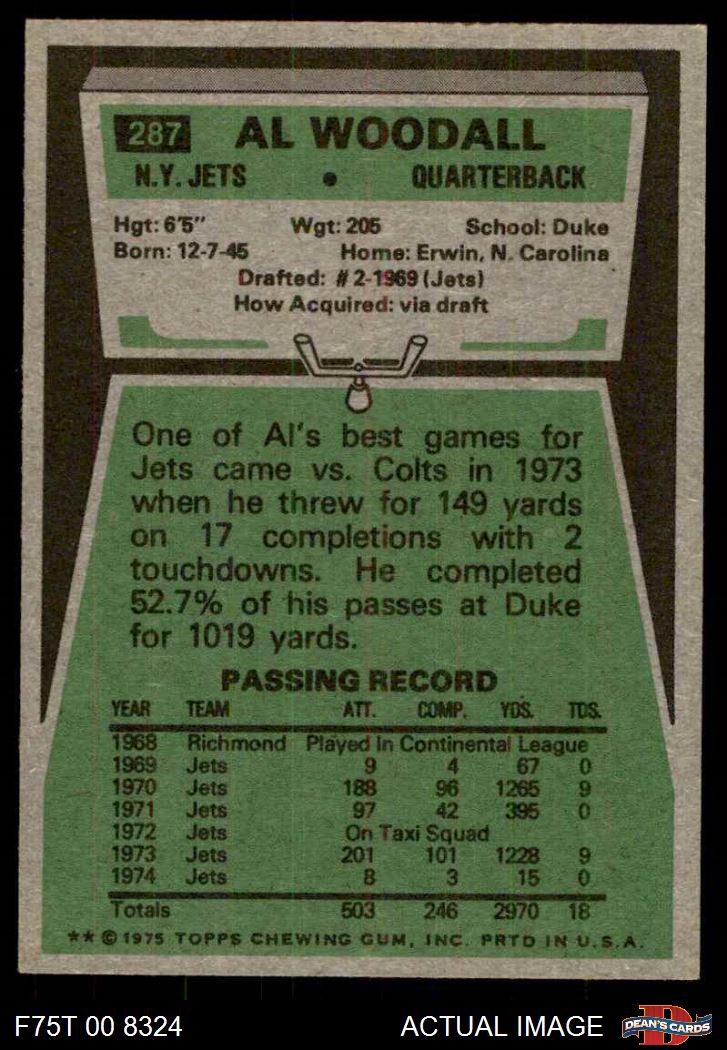 287 AL WOODALL
N.Y. JETS • QUARTERBACK
Hgt: 6'5" Wgt: 205 School: Duke
Born: 12-7-45 Home: Erwin, N. Carolina
Drafted: #2-1969 (Jets)
How Acquired: via draft
One of Al's best games for
Jets came vs. Colts in 1973
when he threw for 149 yards
on 17 completions with 2
touchdowns. He completed
52.7% of his passes at Duke
for 1019 yards.
PASSING RECORD
YEAR TEAM ATT. COMP. YDS. TDS.
1968 Richmond Played in Continental League
1969 Jets 9 4 67 0
1970 Jets 188 96 1265 9
1971 Jets 97 42 395 0
1972 Jets On Taxi Squad
1973 Jets 201 101 1228 9
1974 Jets 8 3 15 0
Totals 503 246 2970 18
** © 1975 TOPPS CHEWING GUM, INC. PRTD IN U.S.A.
F75T 00 8324 ACTUAL IMAGE DEAN'S CARDS